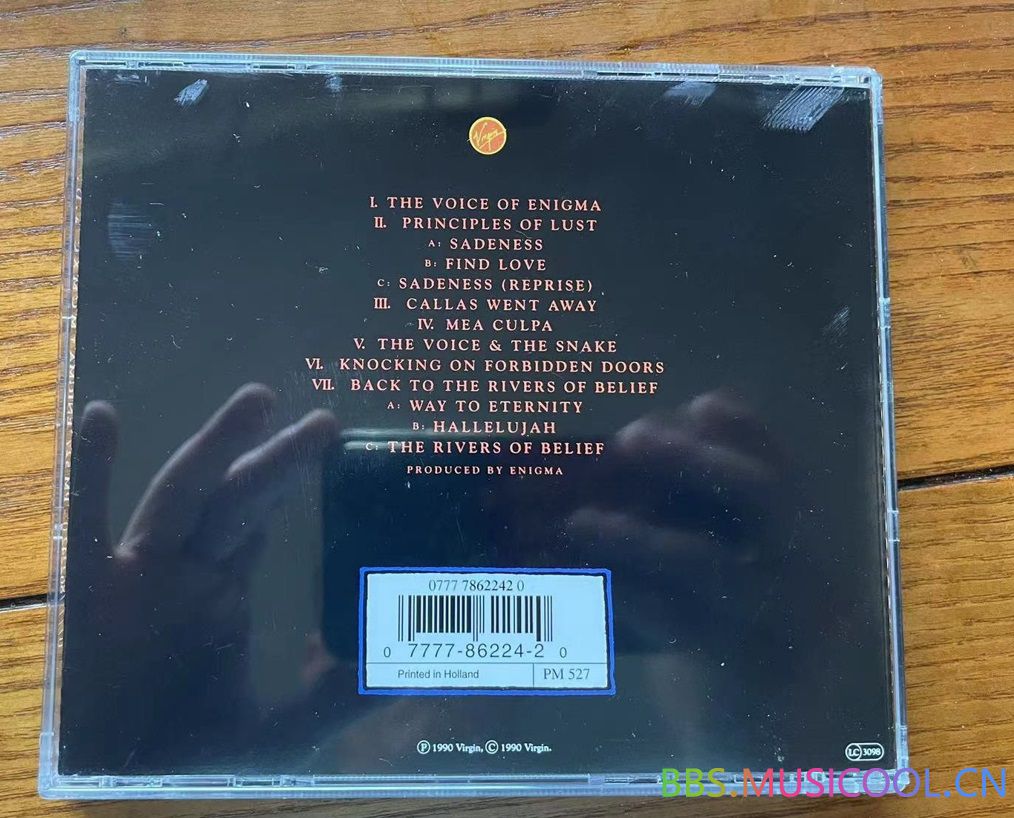 Virgin
I. THE VOICE OF ENIGMA
II. PRINCIPLES OF LUST
A: SADENESS
B: FIND LOVE
C: SADENESS (REPRISE)
III. CALLAS WENT AWAY
IV. MEA CULPA
V. THE VOICE & THE SNAKE
VI. KNOCKING ON FORBIDDEN DOORS
VII. BACK TO THE RIVERS OF BELIEF
A: WAY TO ETERNITY
B: HALLELUJAH
C: THE RIVERS OF BELIEF
PRODUCED BY ENIGMA
0777 7862242 0
0 7777-86224-2 0
Printed in Holland PM 527
Ⓟ 1990 Virgin, Ⓒ 1990 Virgin.
LC 3098
BBS.MUSICOOL.CN